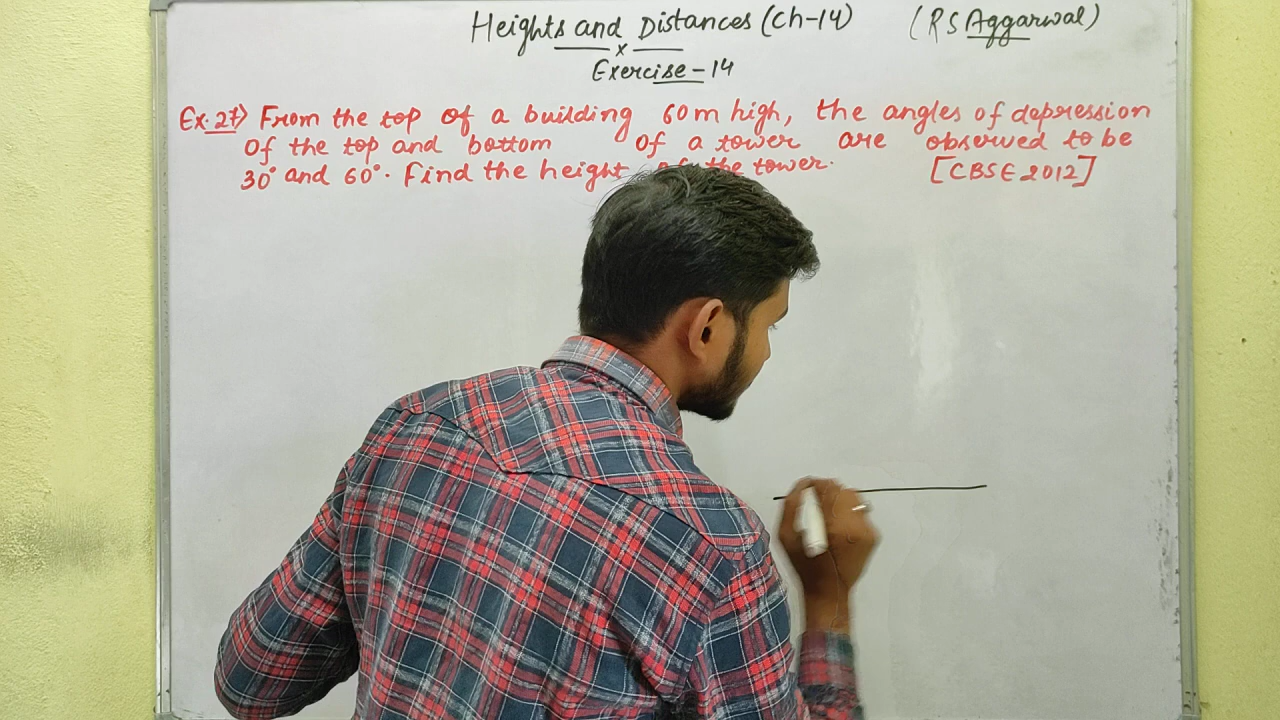 Heights and Distances (Ch-14) (RS Aggarwal)
x
Exercise-14
Ex. 27) From the top of a building 60 m high, the angles of depression
of the top and bottom of a tower are observed to be
30° and 60°. Find the height the tower. [CBSE 2012]